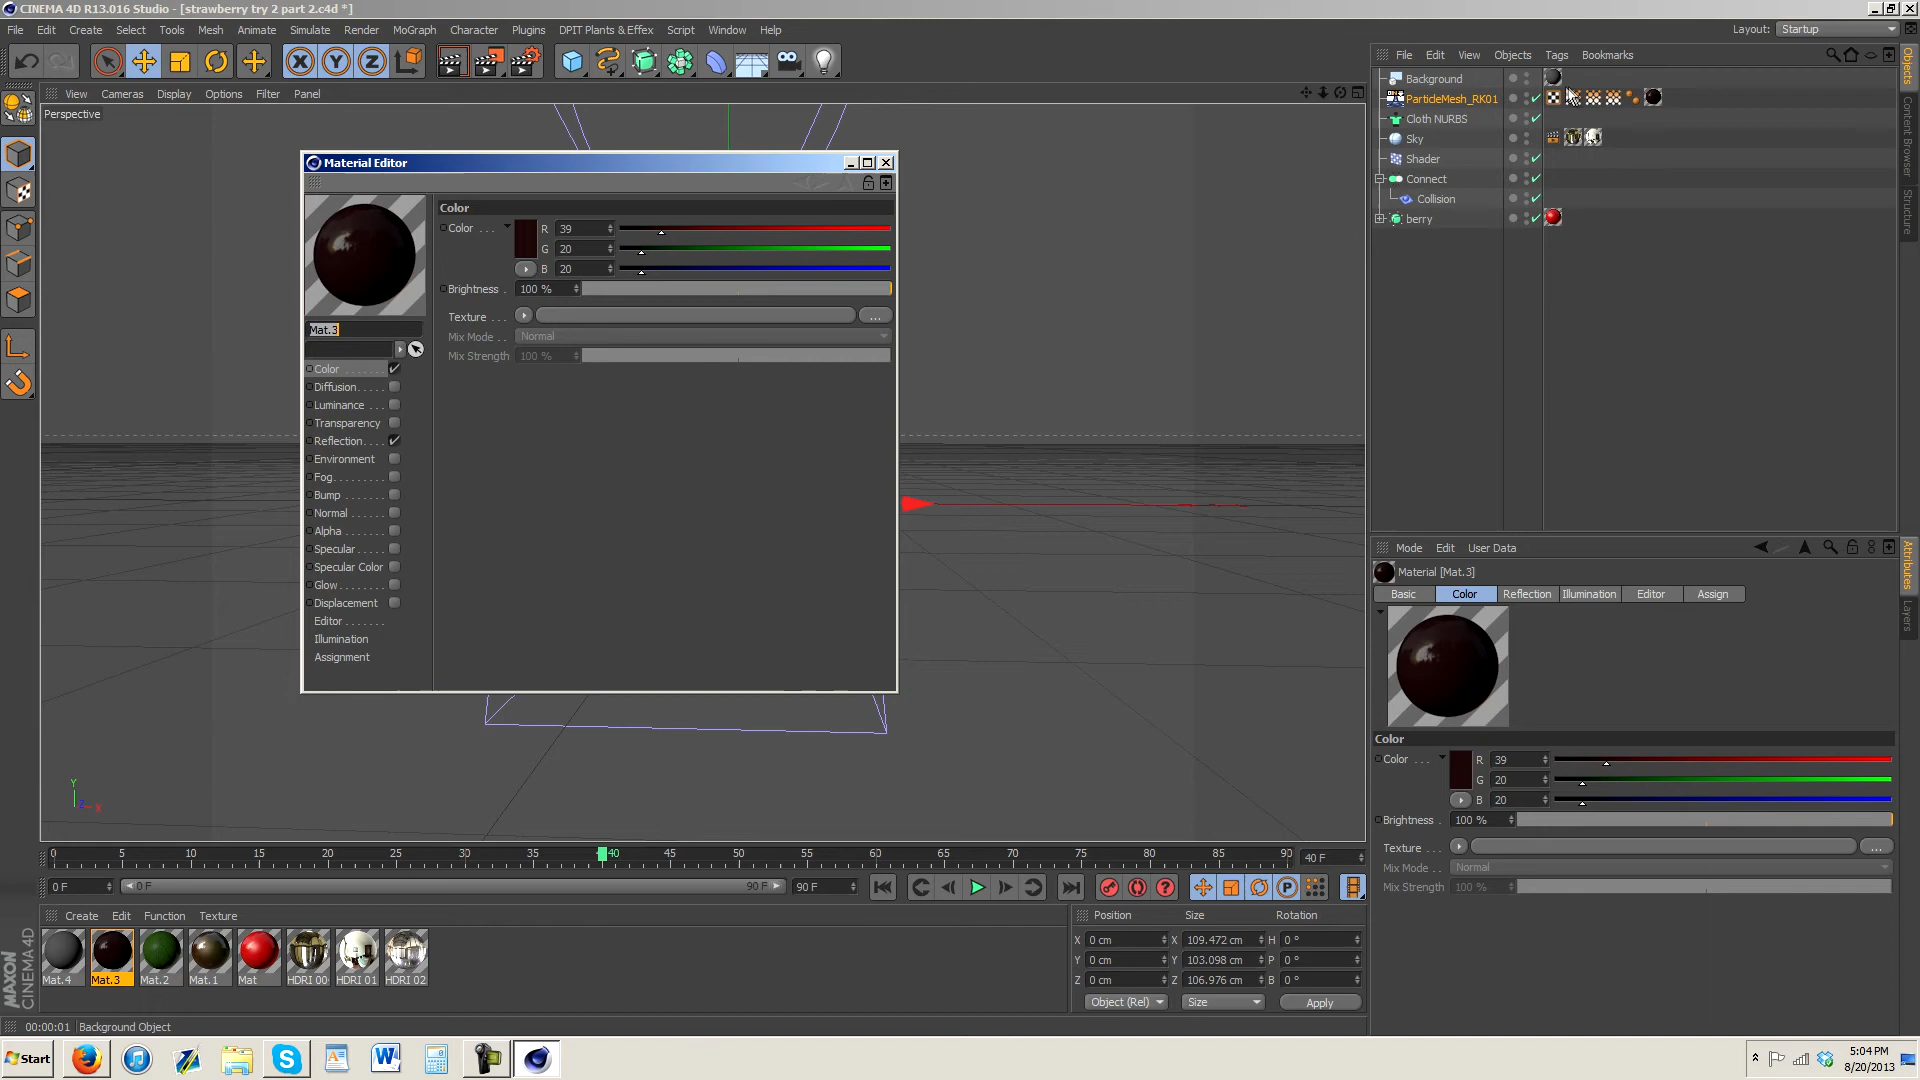 CINEMA 4D R13.016 Studio - [strawberry try 2 part 2.c4d *]
File Edit Create Select Tools Mesh Animate Simulate Render MoGraph Character Plugins DPIT Plants & Effex Script Window Help
Layout: Startup
View Cameras Display Options Filter Panel
Perspective
Material Editor
Color
Color . . . R 39
G 20
B 20
Brightness . 100 %
Texture . . . ...
Mix Mode . . Normal
Mix Strength 100 %
Mat.3
Color
Diffusion
Luminance
Transparency
Reflection
Environment
Fog
Bump
Normal
Alpha
Specular
Specular Color
Glow
Displacement
Editor
Illumination
Assignment
Y
X
File Edit View Objects Tags Bookmarks
Background
ParticleMesh_RK01
Cloth NURBS
Sky
Shader
Connect
Collision
berry
Objects
Content Browser
Structure
Mode Edit User Data
Material [Mat.3]
Basic Color Reflection Illumination Editor Assign
Color
Color . . . R 39
G 20
B 20
Brightness . 100 %
Texture . . . ...
Mix Mode . . Normal
Mix Strength 100 %
Attributes
Layers
0 5 10 15 20 25 30 35 40 45 50 55 60 65 70 75 80 85 90 40 F
0 F 0 F 90 F 90 F
Create Edit Function Texture
Mat.4 Mat.3 Mat.2 Mat.1 Mat HDRI 00 HDRI 01 HDRI 02
Position Size Rotation
X 0 cm X 109.472 cm H 0 °
Y 0 cm Y 103.098 cm P 0 °
Z 0 cm Z 106.976 cm B 0 °
Object (Rel) Size Apply
MAXON
CINEMA 4D
00:00:01 Background Object
Start
5:04 PM
8/20/2013